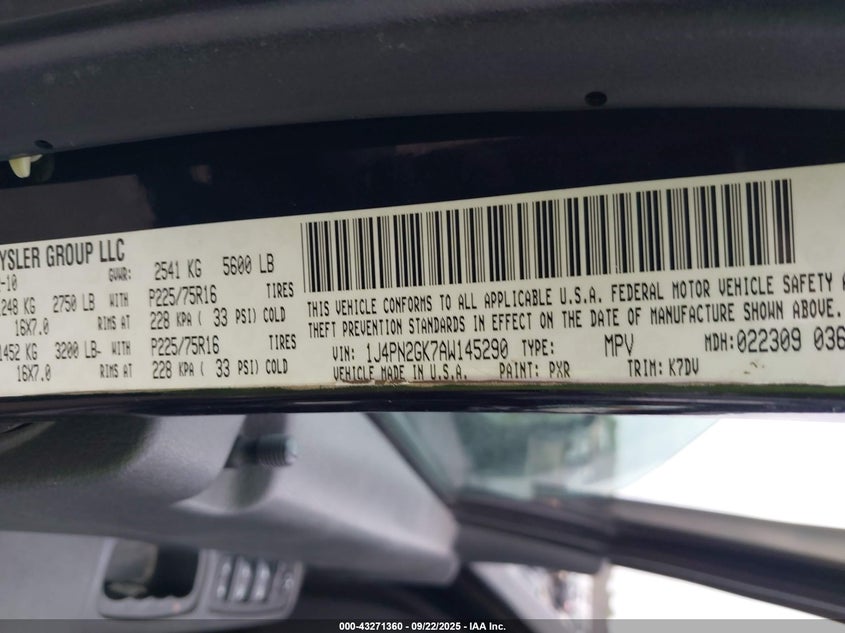 YSLER GROUP LLC
-10 GVWR: 2541 KG 5600 LB
248 KG 2750 LB WITH P225/75R16 TIRES
16X7.0 RIMS AT 228 KPA ( 33 PSI) COLD
1452 KG 3200 LB- WITH P225/75R16 TIRES
16X7.0 RIMS AT 228 KPA ( 33 PSI) COLD
THIS VEHICLE CONFORMS TO ALL APPLICABLE U.S.A. FEDERAL MOTOR VEHICLE SAFETY A
THEFT PREVENTION STANDARDS IN EFFECT ON THE DATE OF MANUFACTURE SHOWN ABOVE.
VIN: 1J4PN2GK7AW145290 TYPE: MPV MDH:022309 036
VEHICLE MADE IN U.S.A. PAINT: PXR TRIM: K7DV
000-43271360 - 09/22/2025 - IAA Inc.